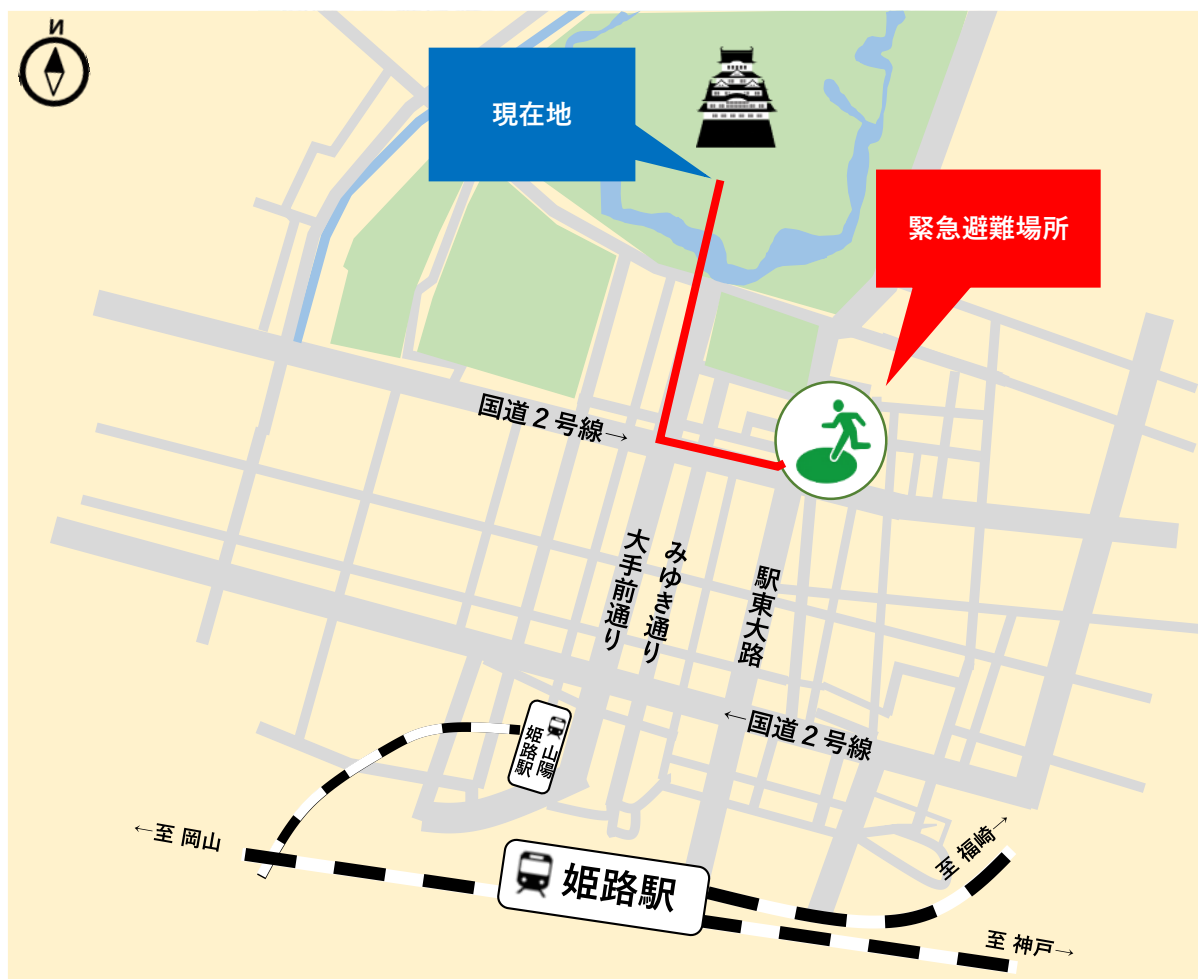 N
現在地
緊急避難場所
国道２号線→
大手前通り
みゆき通り
駅東大路
←国道２号線
山陽
姫路駅
←至 岡山
姫路駅
至 福崎→
至 神戸→